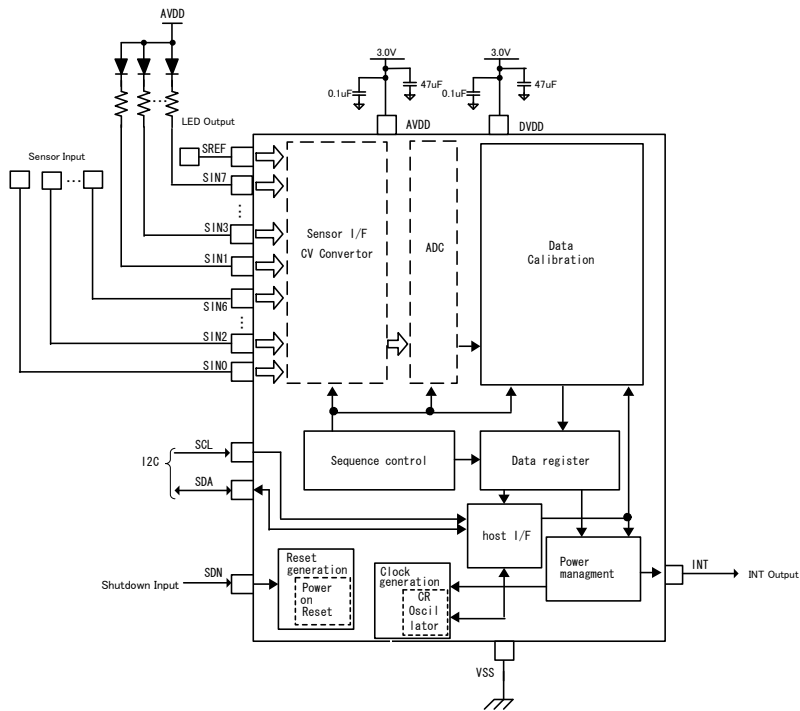 AVDD
3.0V
3.0V
0.1uF
47uF
0.1uF
47uF
LED Output
AVDD
DVDD
Sensor Input
SREF
SIN7
SIN3
SIN1
SIN6
SIN2
SIN0
Sensor I/F
CV Convertor
ADC
Data
Calibration
I2C
SCL
SDA
Sequence control
Data register
host I/F
Power
managment
INT
INT Output
Shutdown Input
SDN
Reset
generation
Power
on
Reset
Clock
generation
CR
Oscil
lator
VSS